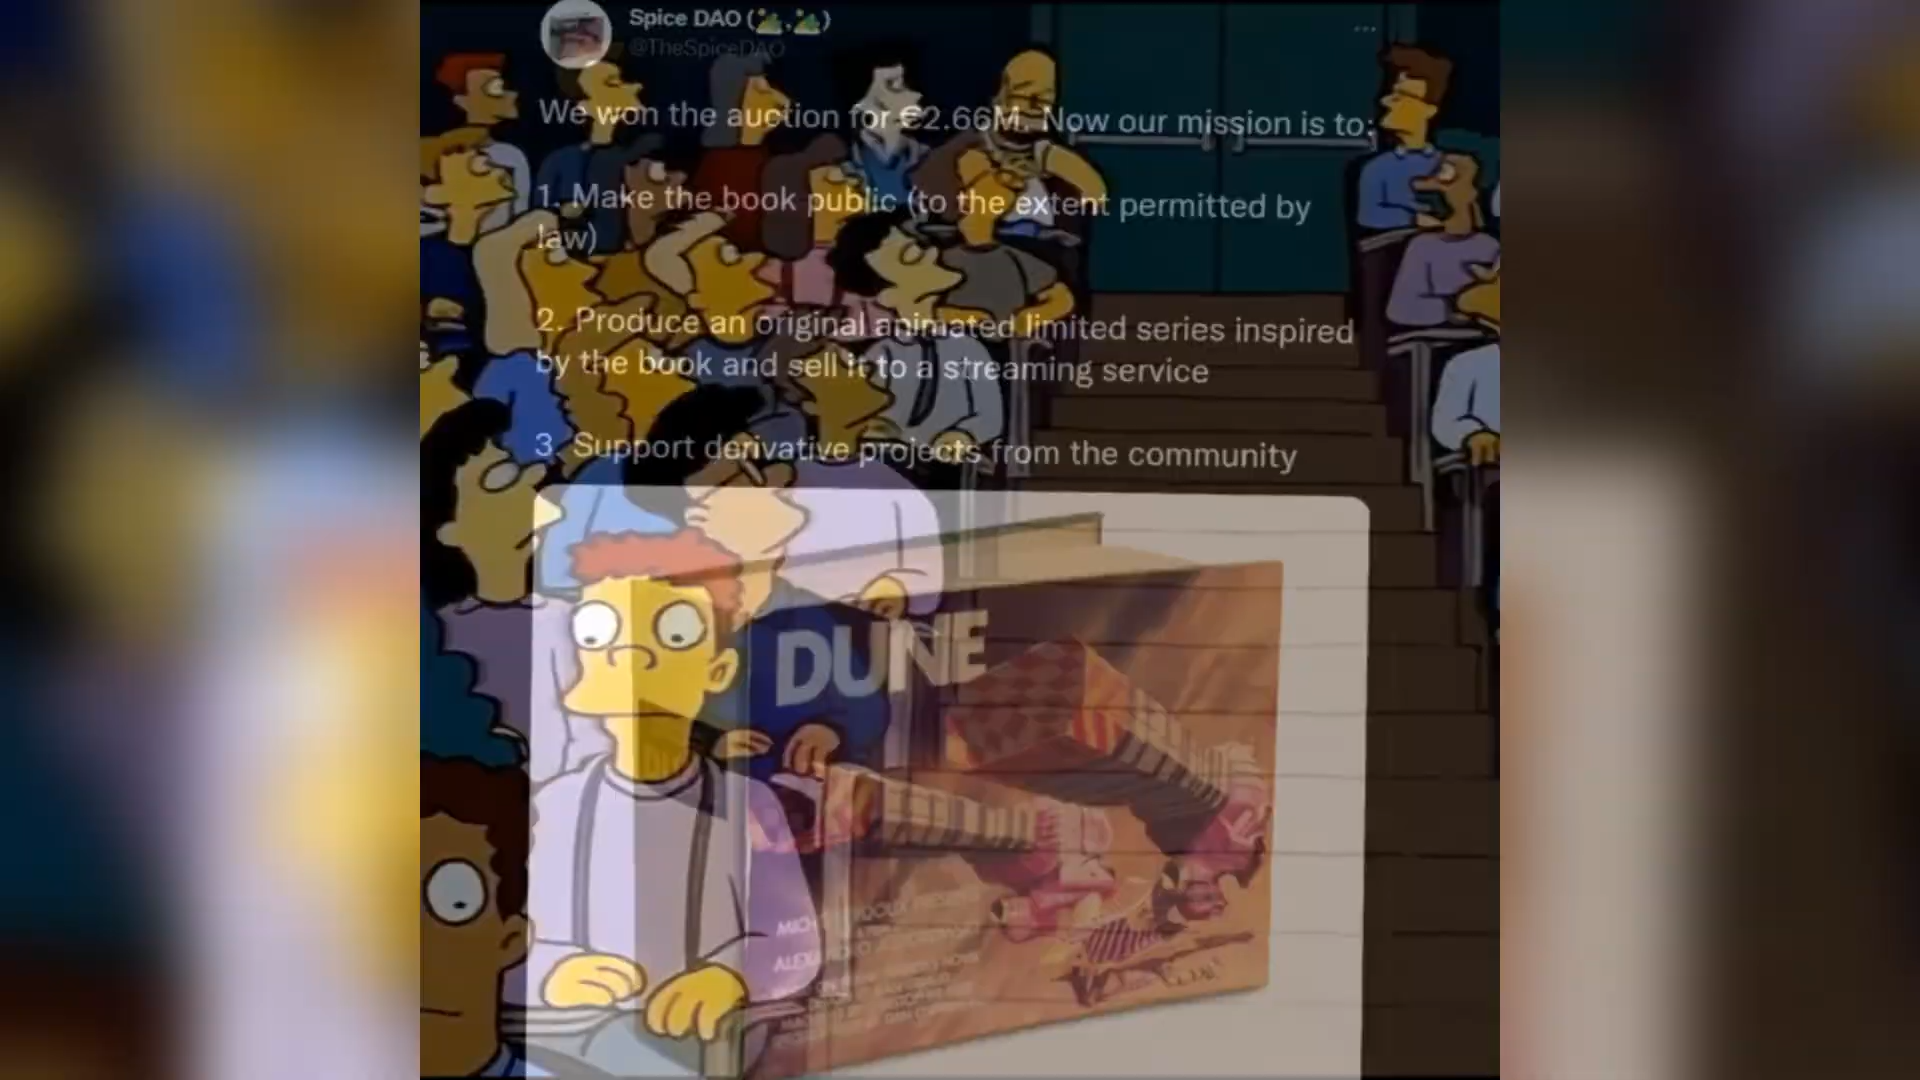 Spice DAO (🏜️,🏜️)
@TheSpiceDAO
We won the auction for €2.66M. Now our mission is to:
1. Make the book public (to the extent permitted by
law)
2. Produce an original animated limited series inspired
by the book and sell it to a streaming service
3. Support derivative projects from the community
DUNE